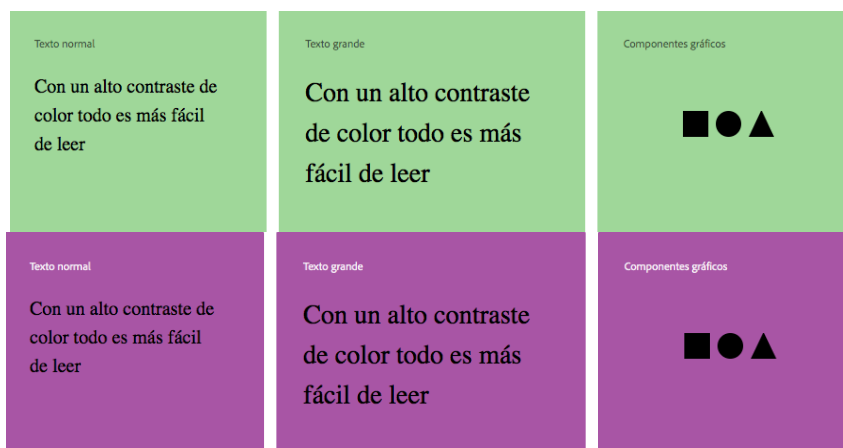 Texto normal
Con un alto contraste de
color todo es más fácil
de leer
Texto grande
Con un alto contraste
de color todo es más
fácil de leer
Componentes gráficos
Texto normal
Con un alto contraste de
color todo es más fácil
de leer
Texto grande
Con un alto contraste
de color todo es más
fácil de leer
Componentes gráficos